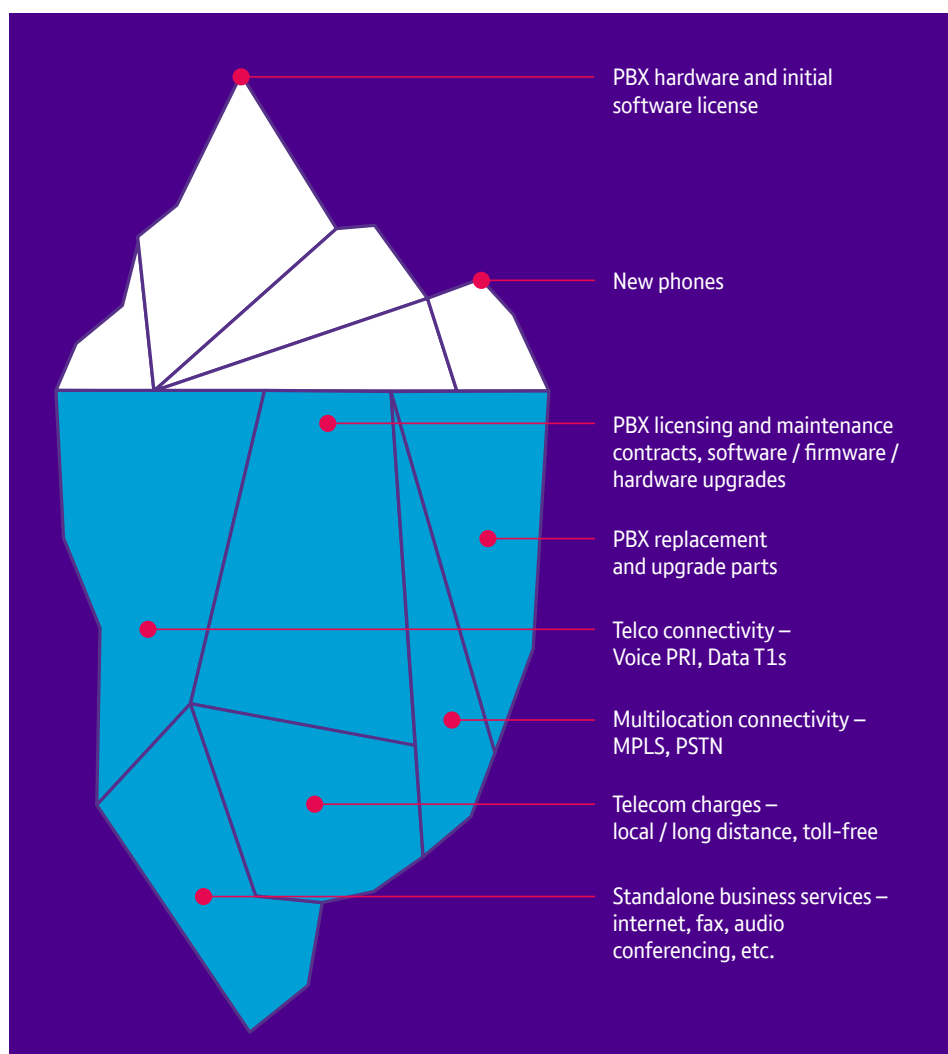 PBX hardware and initial
software license
New phones
PBX licensing and maintenance
contracts, software / firmware /
hardware upgrades
PBX replacement
and upgrade parts
Telco connectivity –
Voice PRI, Data T1s
Multilocation connectivity –
MPLS, PSTN
Telecom charges –
local / long distance, toll-free
Standalone business services –
internet, fax, audio
conferencing, etc.